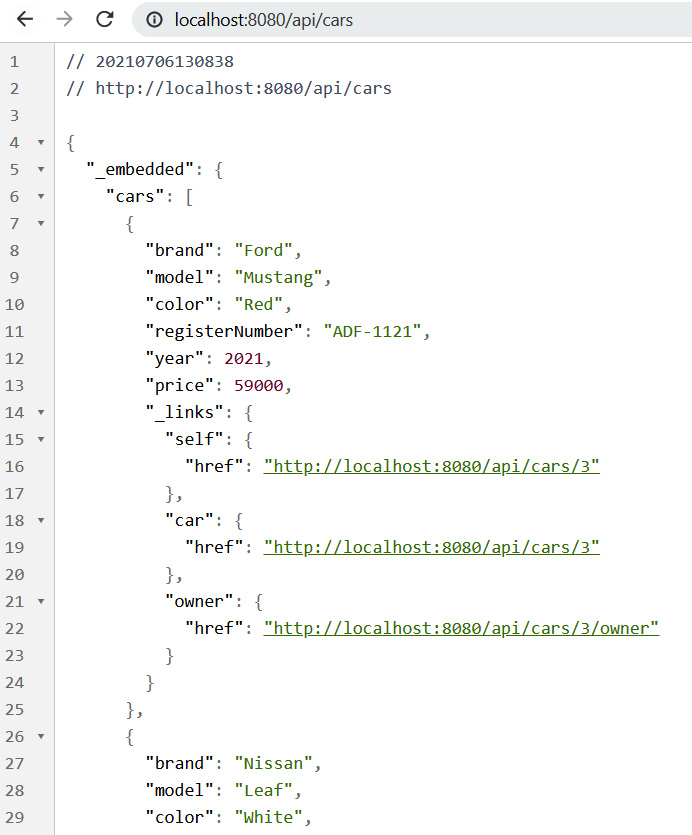 localhost:8080/api/cars
1 // 20210706130838
2 // http://localhost:8080/api/cars
3
4 {
5 "_embedded": {
6 "cars": [
7 {
8 "brand": "Ford",
9 "model": "Mustang",
10 "color": "Red",
11 "registerNumber": "ADF-1121",
12 "year": 2021,
13 "price": 59000,
14 "_links": {
15 "self": {
16 "href": "http://localhost:8080/api/cars/3"
17 },
18 "car": {
19 "href": "http://localhost:8080/api/cars/3"
20 },
21 "owner": {
22 "href": "http://localhost:8080/api/cars/3/owner"
23 }
24 }
25 },
26 {
27 "brand": "Nissan",
28 "model": "Leaf",
29 "color": "White",